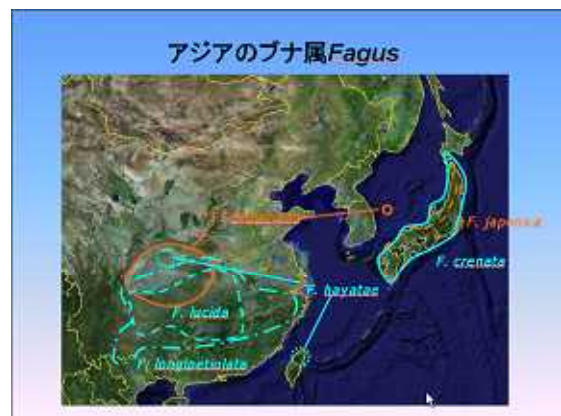 アジアのブナ属Fagus
F. japonica
F. crenata
F. hayatae
F. lucida
F. longipetiolata